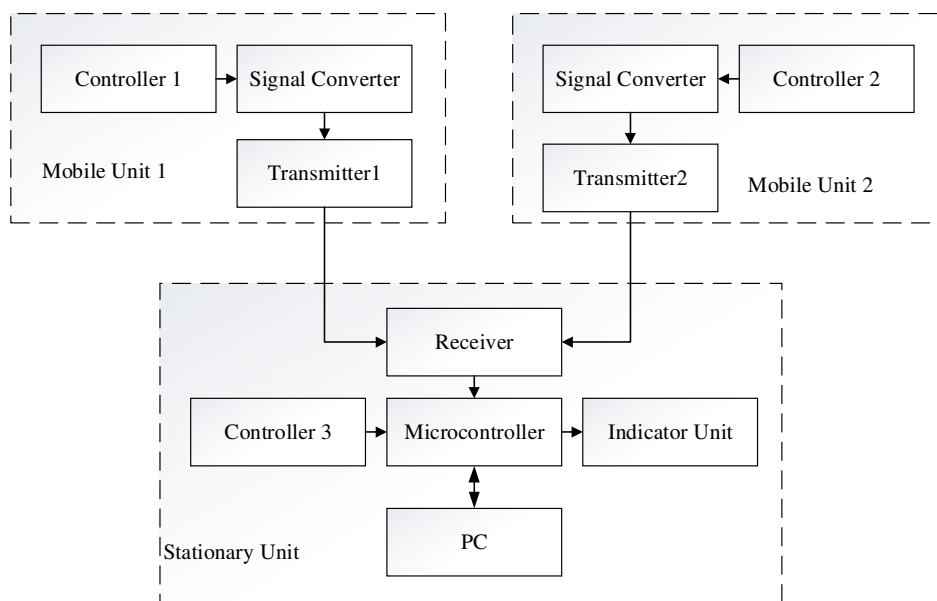 Controller 1
Signal Converter
Transmitter1
Mobile Unit 1
Signal Converter
Controller 2
Transmitter2
Mobile Unit 2
Receiver
Controller 3
Microcontroller
Indicator Unit
PC
Stationary Unit